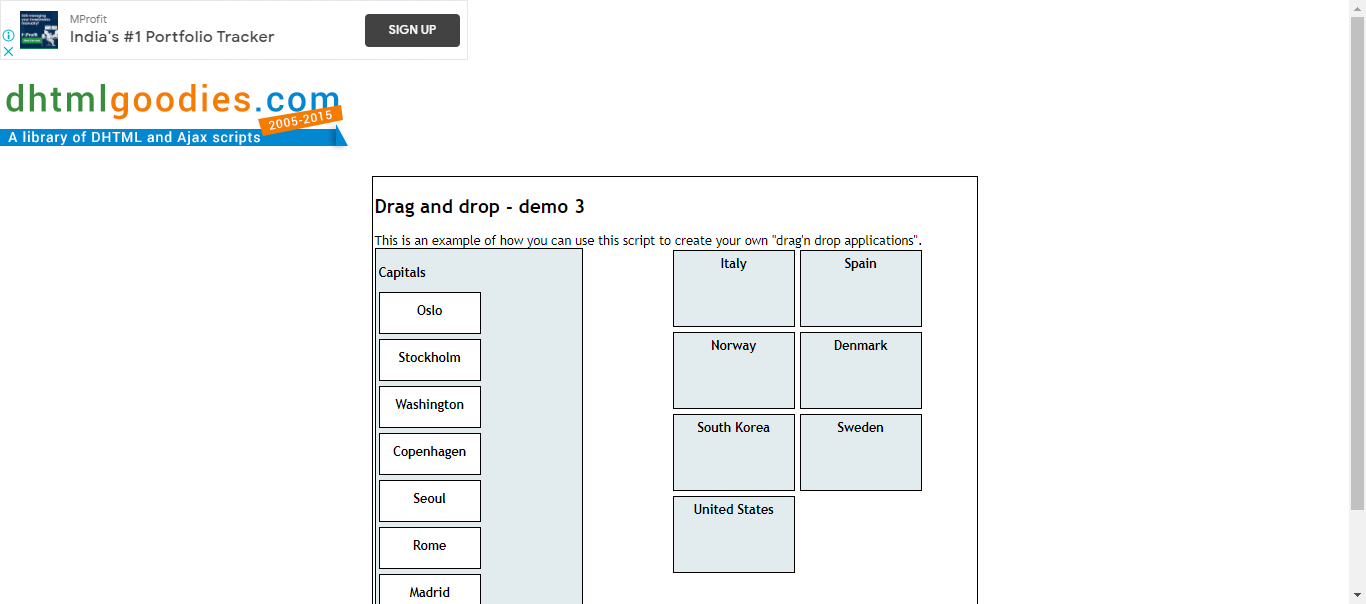 MProfit
India's #1 Portfolio Tracker
SIGN UP
dhtmlgoodies.com
2005-2015
A library of DHTML and Ajax scripts
Drag and drop - demo 3
This is an example of how you can use this script to create your own "drag'n drop applications".
Capitals
Oslo
Stockholm
Washington
Copenhagen
Seoul
Rome
Madrid
Italy
Spain
Norway
Denmark
South Korea
Sweden
United States